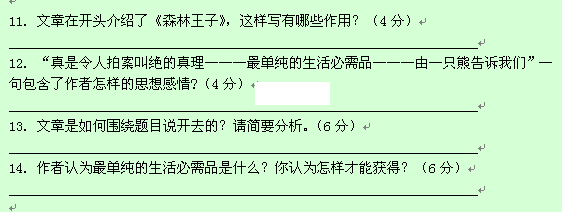 11. 文章在开头介绍了《森林王子》，这样写有哪些作用？（4 分）
12. “真是令人拍案叫绝的真理———最单纯的生活必需品———由一只熊告诉我们”一
句包含了作者怎样的思想感情?（4 分）
13. 文章是如何围绕题目说开去的？请简要分析。（6 分）
14. 作者认为最单纯的生活必需品是什么？你认为怎样才能获得？（6 分）